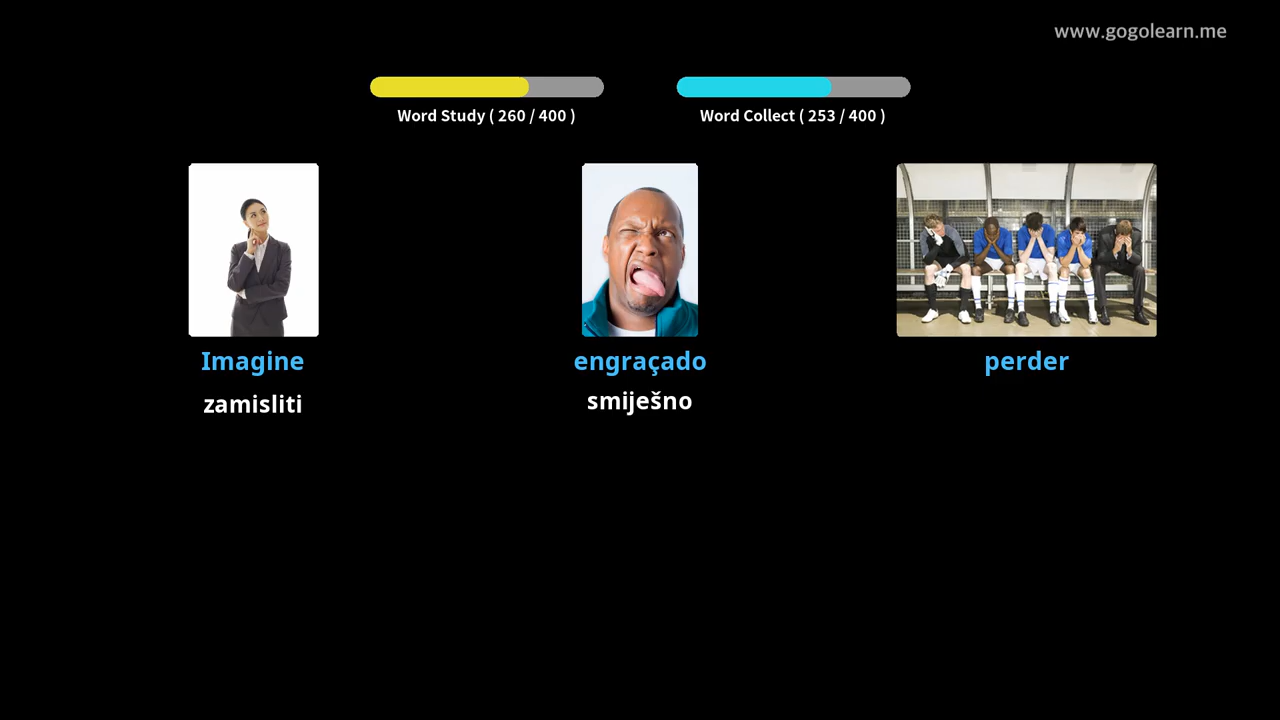 www.gogolearn.me
Word Study ( 260 / 400 )
Word Collect ( 253 / 400 )
Imagine
zamisliti
engraçado
smiješno
perder